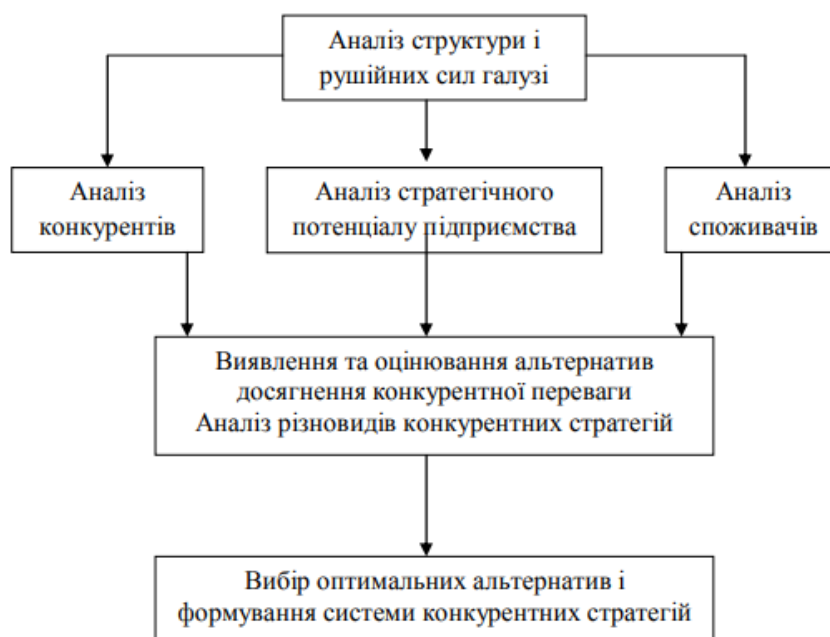 Аналіз структури і
рушійних сил галузі
Аналіз
конкурентів
Аналіз стратегічного
потенціалу підприємства
Аналіз
споживачів
Виявлення та оцінювання альтернатив
досягнення конкурентної переваги
Аналіз різновидів конкурентних стратегій
Вибір оптимальних альтернатив і
формування системи конкурентних стратегій